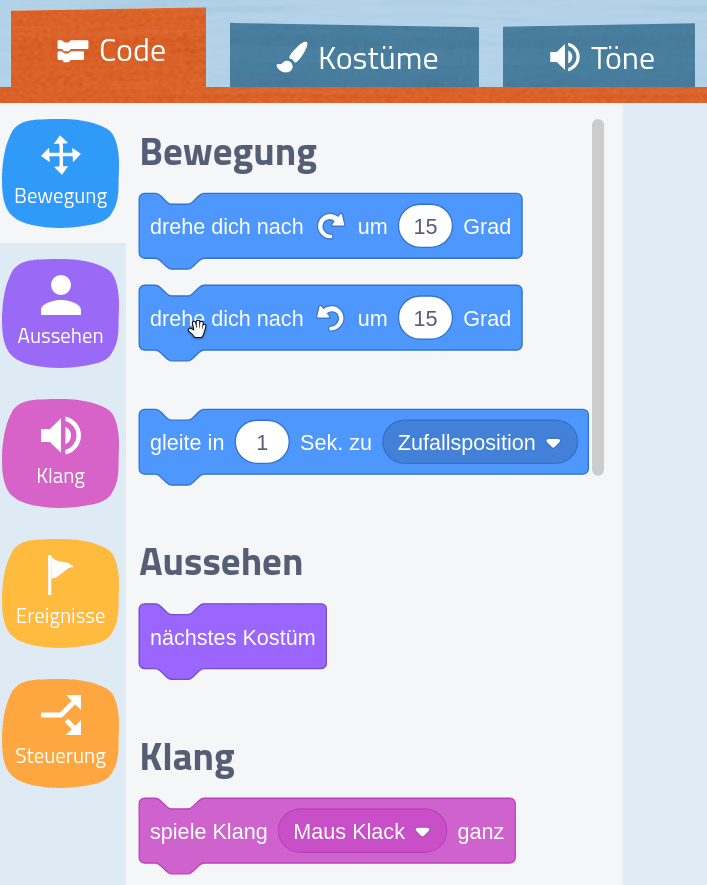 Code
Kostüme
Töne
Bewegung
Aussehen
Klang
Ereignisse
Steuerung
Bewegung
drehe dich nach um 15 Grad
drehe dich nach um 15 Grad
gleite in 1 Sek. zu Zufallsposition
Aussehen
nächstes Kostüm
Klang
spiele Klang Maus Klack ganz